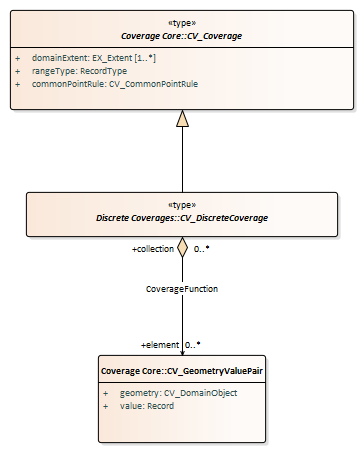 «type»
Coverage Core::CV_Coverage
+ domainExtent: EX_Extent [1..*]
+ rangeType: RecordType
+ commonPointRule: CV_CommonPointRule
«type»
Discrete Coverages::CV_DiscreteCoverage
+collection 0..*
CoverageFunction
+element 0..*
Coverage Core::CV_GeometryValuePair
+ geometry: CV_DomainObject
+ value: Record